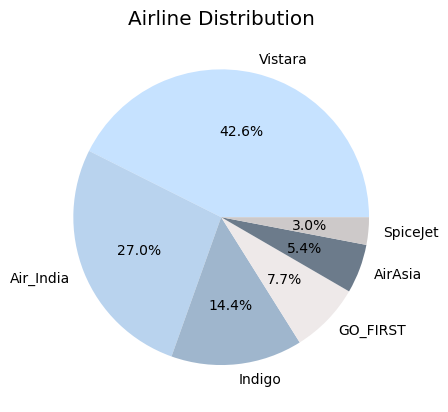 Airline Distribution
Vistara
42.6%
27.0%
Air_India
14.4%
Indigo
7.7%
GO_FIRST
5.4%
AirAsia
3.0%
SpiceJet